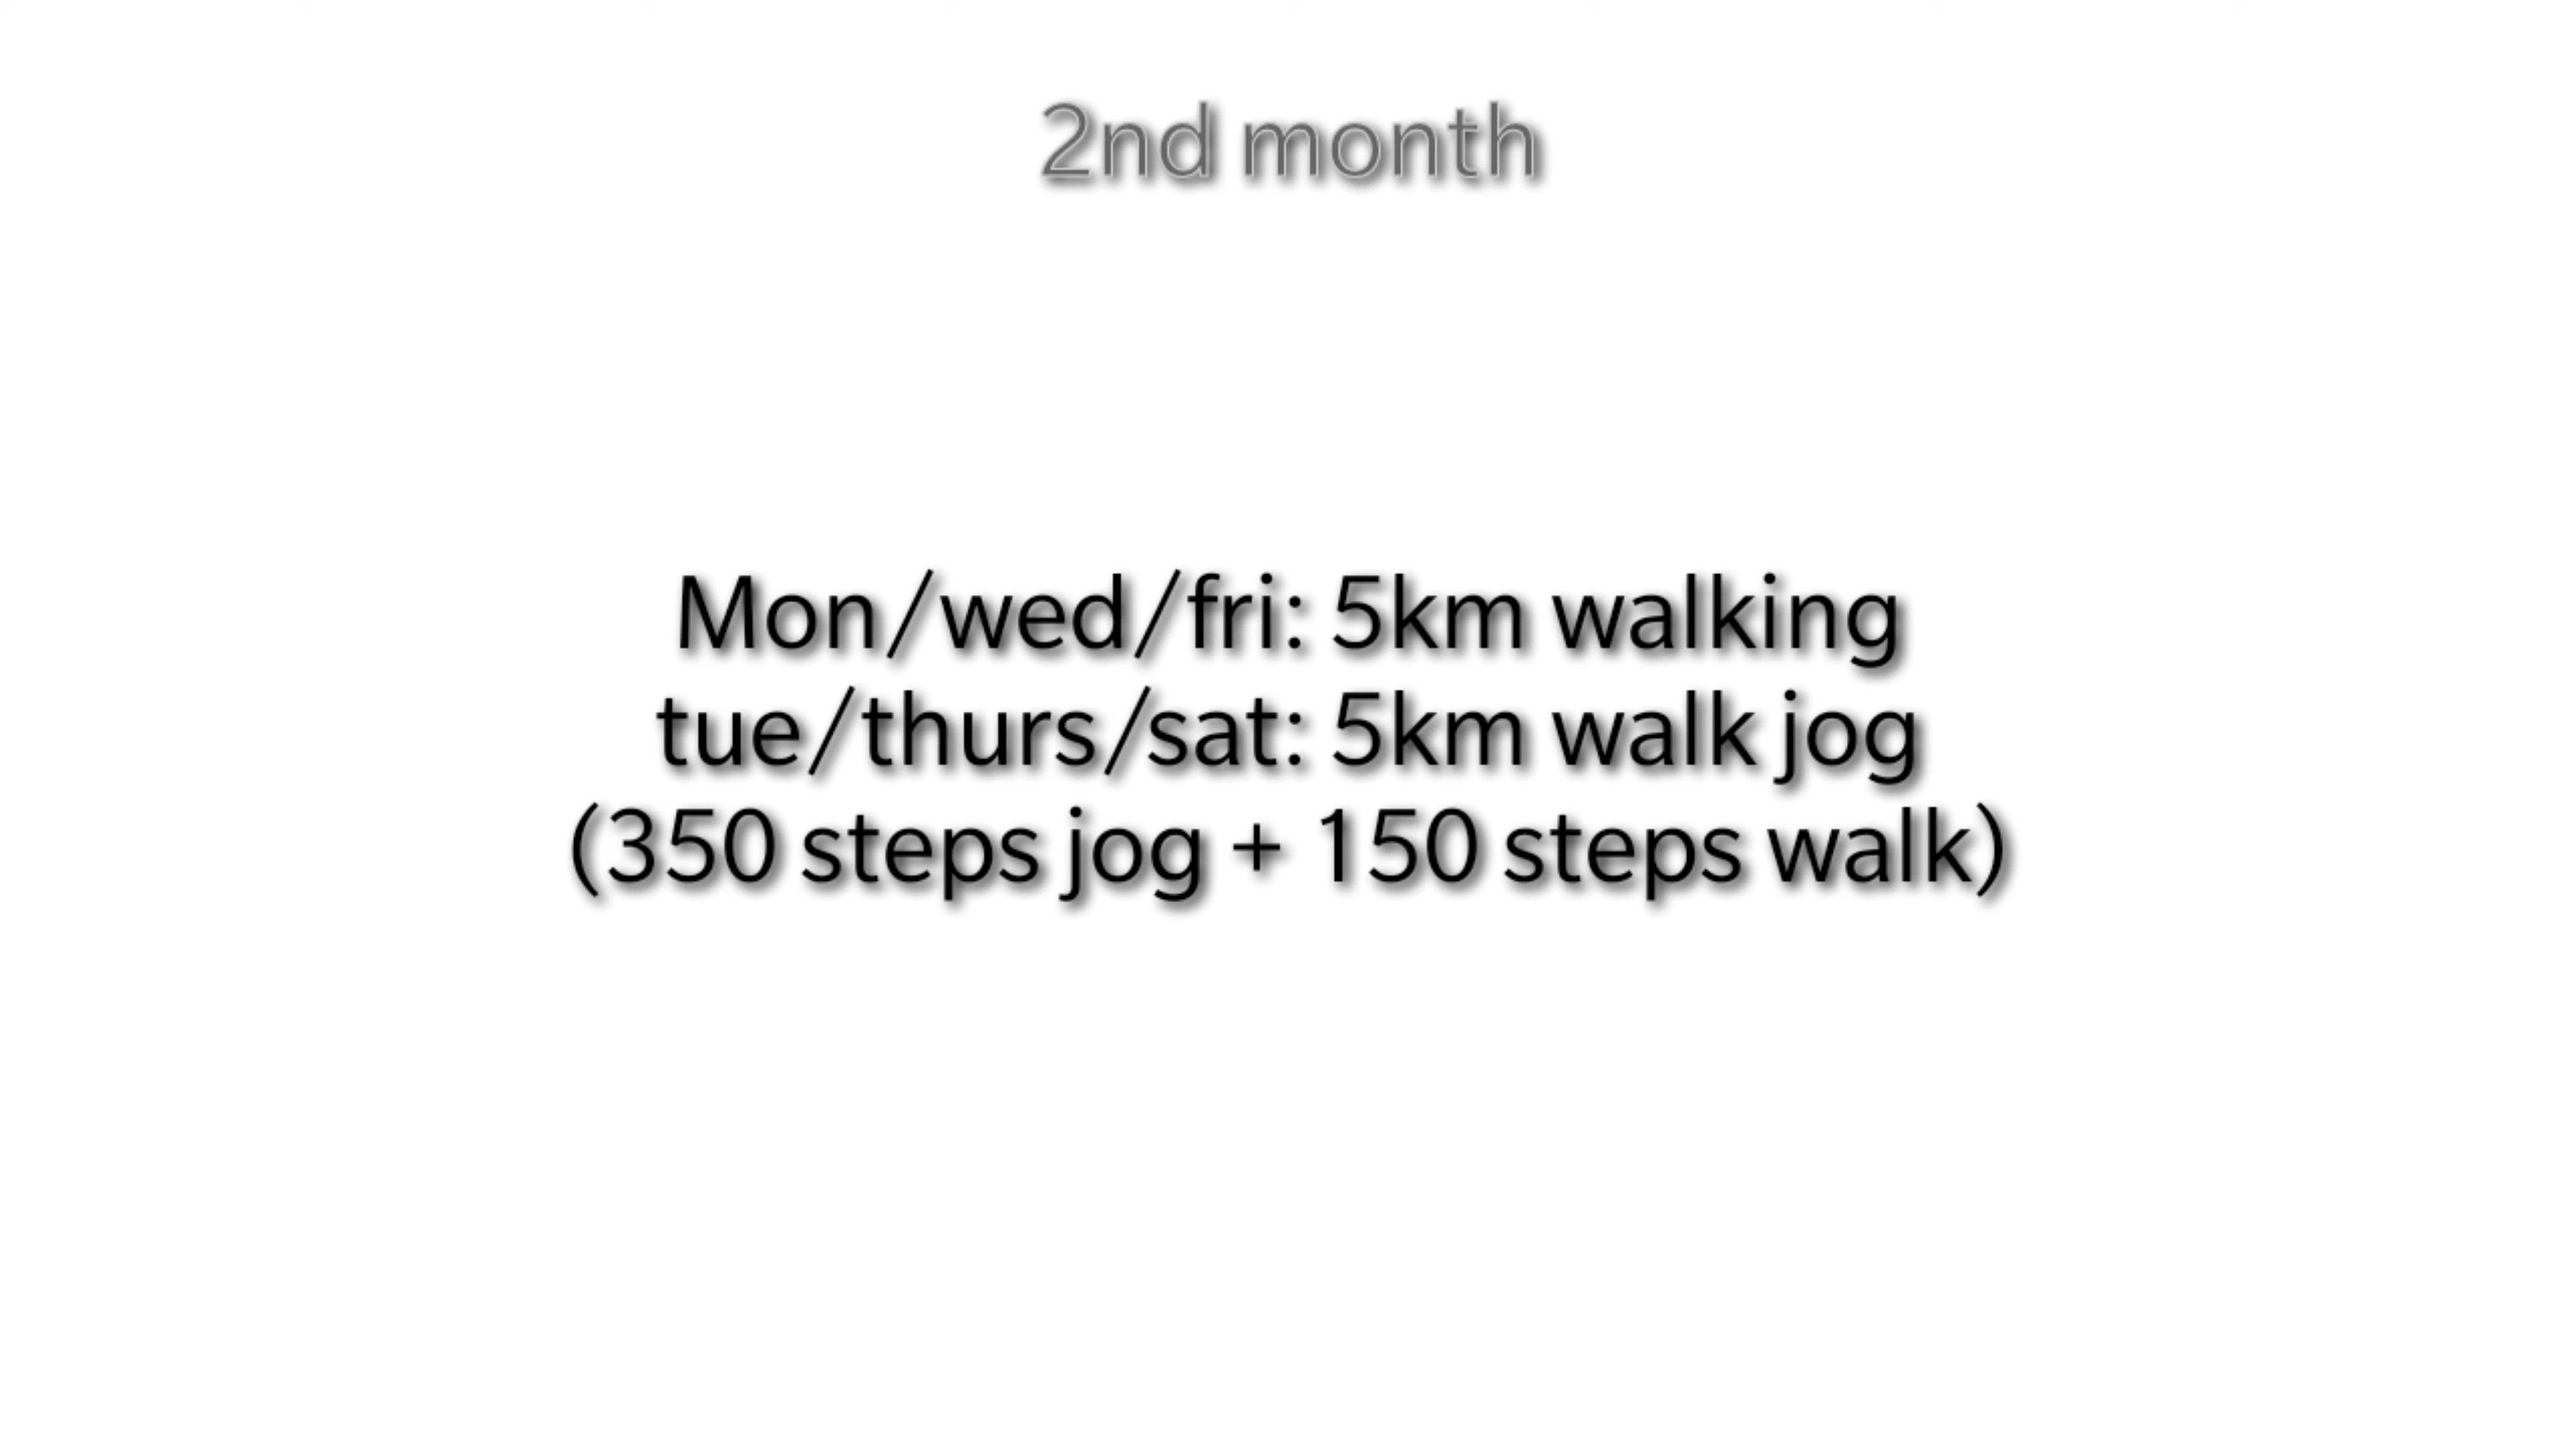 2nd month
Mon/wed/fri: 5km walking
tue/thurs/sat: 5km walk jog
(350 steps jog + 150 steps walk)